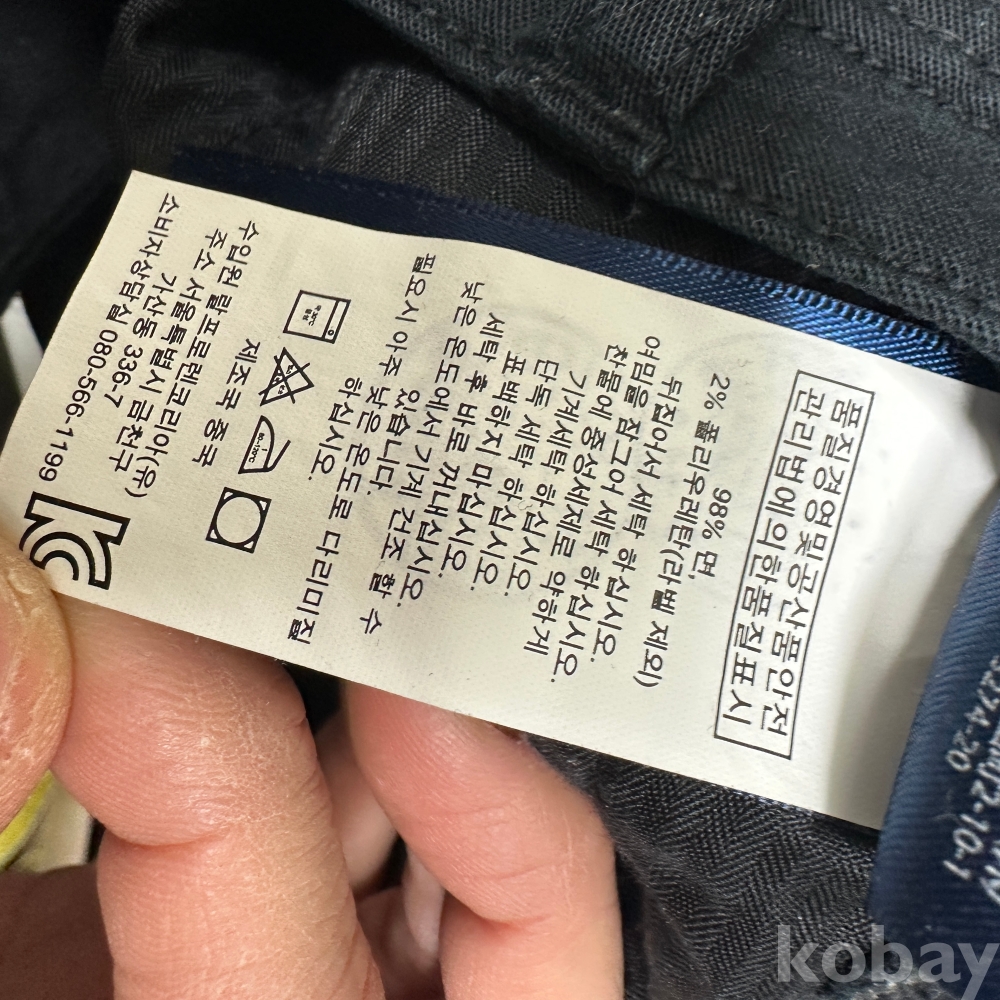 품질경영및공산품안전
관리법에의한품질표시
98% 면,
2% 폴리우레탄(라벨 제외)
뒤집어서 세탁 하십시오.
여밈을 잠그어 세탁 하십시오.
찬물에 중성세제로 약하게
기계세탁 하십시오.
단독 세탁 하십시오.
표백하지 마십시오.
세탁 후 바로 꺼내십시오.
낮은 온도에서 기계 건조 할 수
있습니다.
필요시 아주 낮은 온도로 다리미질
하십시오.
80~120℃
제조국 중국
수입원 랄프로렌코리아(유)
주소 서울특별시 금천구
가산동 336-7
소비자상담실 080-566-1199
KC
kobay